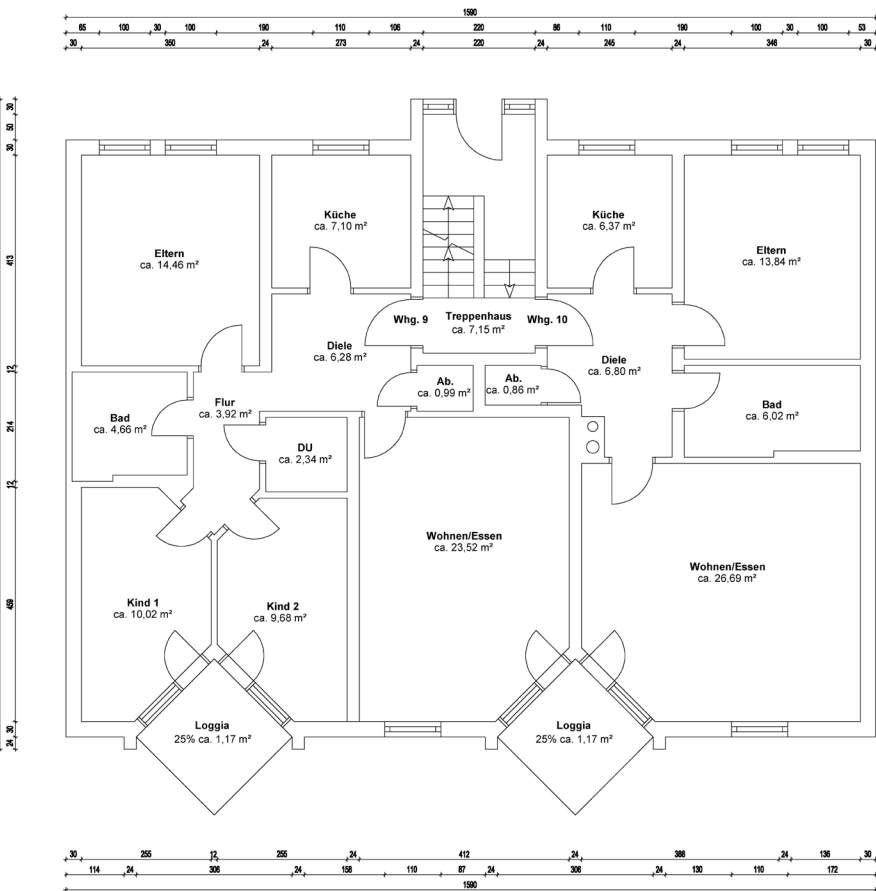 1590
65 100 30 100 190 110 106 220 86 110 190 100 30 100 53
30 350 24 273 24 220 24 245 24 346 30
30
50
30
413
12
214
12
459
30
24
Küche
ca. 7,10 m²
Küche
ca. 6,37 m²
Eltern
ca. 14,46 m²
Eltern
ca. 13,84 m²
Whg. 9
Treppenhaus
ca. 7,15 m²
Whg. 10
Diele
ca. 6,28 m²
Diele
ca. 6,80 m²
Ab.
ca. 0,99 m²
Ab.
ca. 0,86 m²
Flur
ca. 3,92 m²
Bad
ca. 4,66 m²
Bad
ca. 6,02 m²
DU
ca. 2,34 m²
Wohnen/Essen
ca. 23,52 m²
Wohnen/Essen
ca. 26,69 m²
Kind 1
ca. 10,02 m²
Kind 2
ca. 9,68 m²
Loggia
25% ca. 1,17 m²
Loggia
25% ca. 1,17 m²
30 255 12 255 24 412 24 388 24 136 30
114 24 306 24 158 110 87 24 306 24 130 110 172
1590